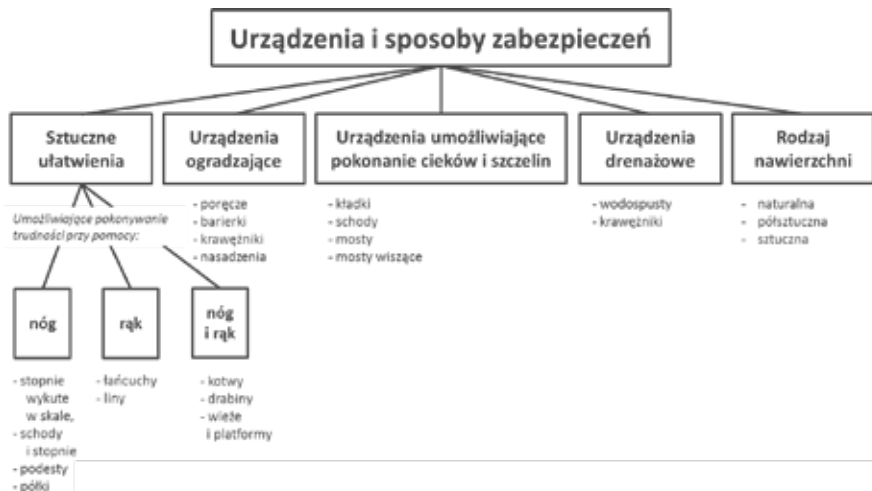 Urządzenia i sposoby zabezpieczeń
Sztuczne
ułatwienia
Urządzenia
ogradzające
Urządzenia umożliwiające
pokonanie cieków i szczelin
Urządzenia
drenażowe
Rodzaj
nawierzchni
Umożliwiające pokonywanie
trudności przy pomocy:
- poręcze
- barierki
- krawężniki
- nasadzenia
- kładki
- schody
- mosty
- mosty wiszące
- wodospusty
- krawężniki
- naturalna
- półsztuczna
- sztuczna
nóg
rąk
nóg
i rąk
- stopnie
wykute
w skale,
- schody
i stopnie
- podesty
- półki
- łańcuchy
- liny
- kotwy
- drabiny
- wieże
i platformy